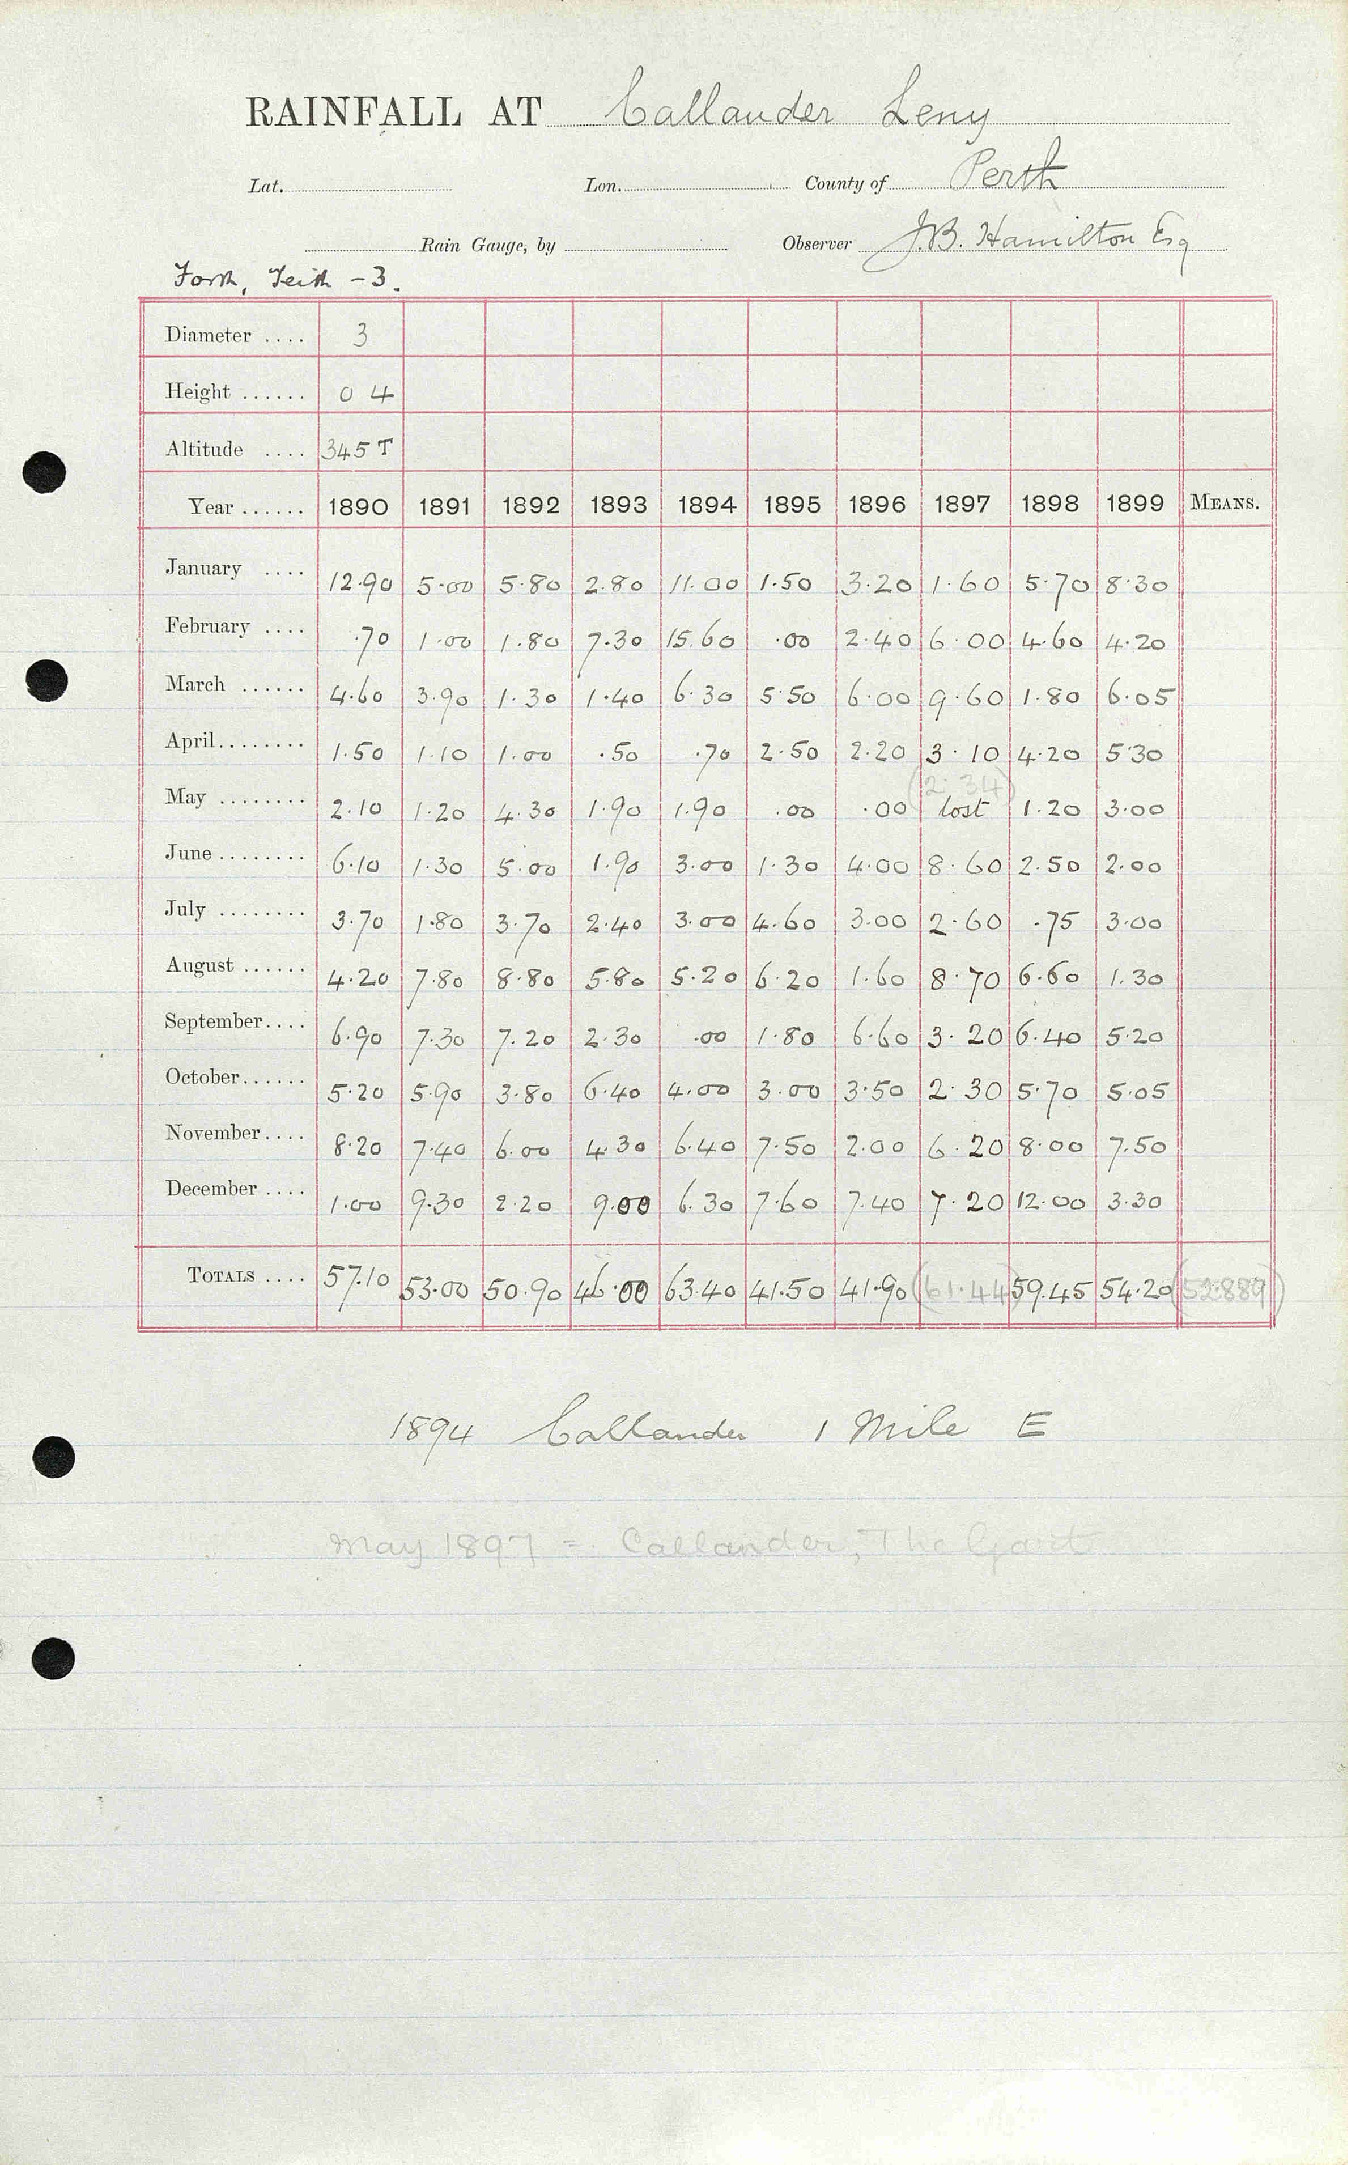 RAINFALL AT Callander Leny
Lat. Lon. County of Perth
Rain Gauge, by Observer J.B. Hamilton Esq
Forth, Teith - 3.
Diameter .... 3
Height ...... 0 4
Altitude .... 345 T
Year ...... 1890 1891 1892 1893 1894 1895 1896 1897 1898 1899 MEANS.
January .... 12.90 5.00 5.80 2.80 11.00 1.50 3.20 1.60 5.70 8.30
February .... .70 1.00 1.80 7.30 15.60 .00 2.40 6.00 4.60 4.20
March ...... 4.60 3.90 1.30 1.40 6.30 5.50 6.00 9.60 1.80 6.05
April........ 1.50 1.10 1.00 .50 .70 2.50 2.20 3.10 4.20 5.30
(2.34)
May ........ 2.10 1.20 4.30 1.90 1.90 .00 .00 lost 1.20 3.00
June ........ 6.10 1.30 5.00 1.90 3.00 1.30 4.00 8.60 2.50 2.00
July ........ 3.70 1.80 3.70 2.40 3.00 4.60 3.00 2.60 .75 3.00
August ...... 4.20 7.80 8.80 5.80 5.20 6.20 1.60 8.70 6.60 1.30
September.... 6.90 7.30 7.20 2.30 .00 1.80 6.60 3.20 6.40 5.20
October...... 5.20 5.90 3.80 6.40 4.00 3.00 3.50 2.30 5.70 5.05
November.... 8.20 7.40 6.00 4.30 6.40 7.50 2.00 6.20 8.00 7.50
December .... 1.00 9.30 2.20 9.00 6.30 7.60 7.40 7.20 12.00 3.30
TOTALS .... 57.10 53.00 50.90 46.00 63.40 41.50 41.90 (61.44) 59.45 54.20 (52.889)
1894 Callander 1 Mile E
May 1897 = Callander, The Gart